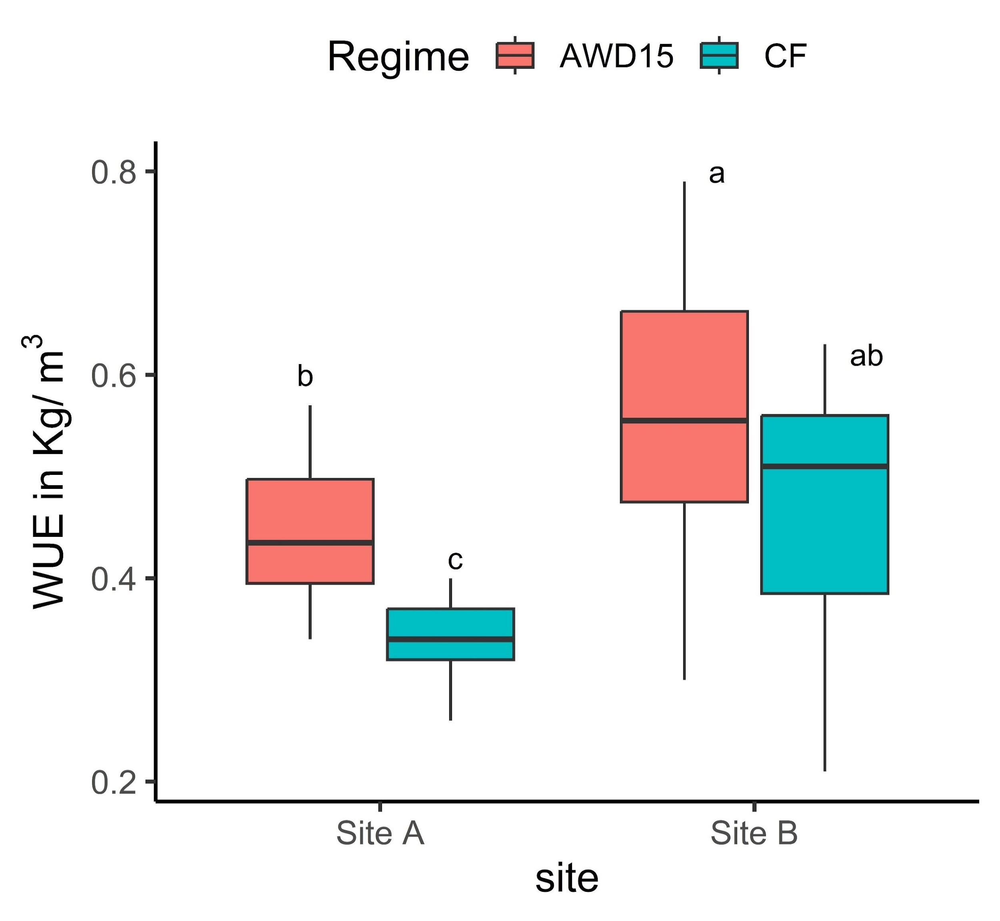 Regime AWD15 CF
WUE in Kg/ m³
0.8
0.6
0.4
0.2
a
ab
b
c
Site A
Site B
site